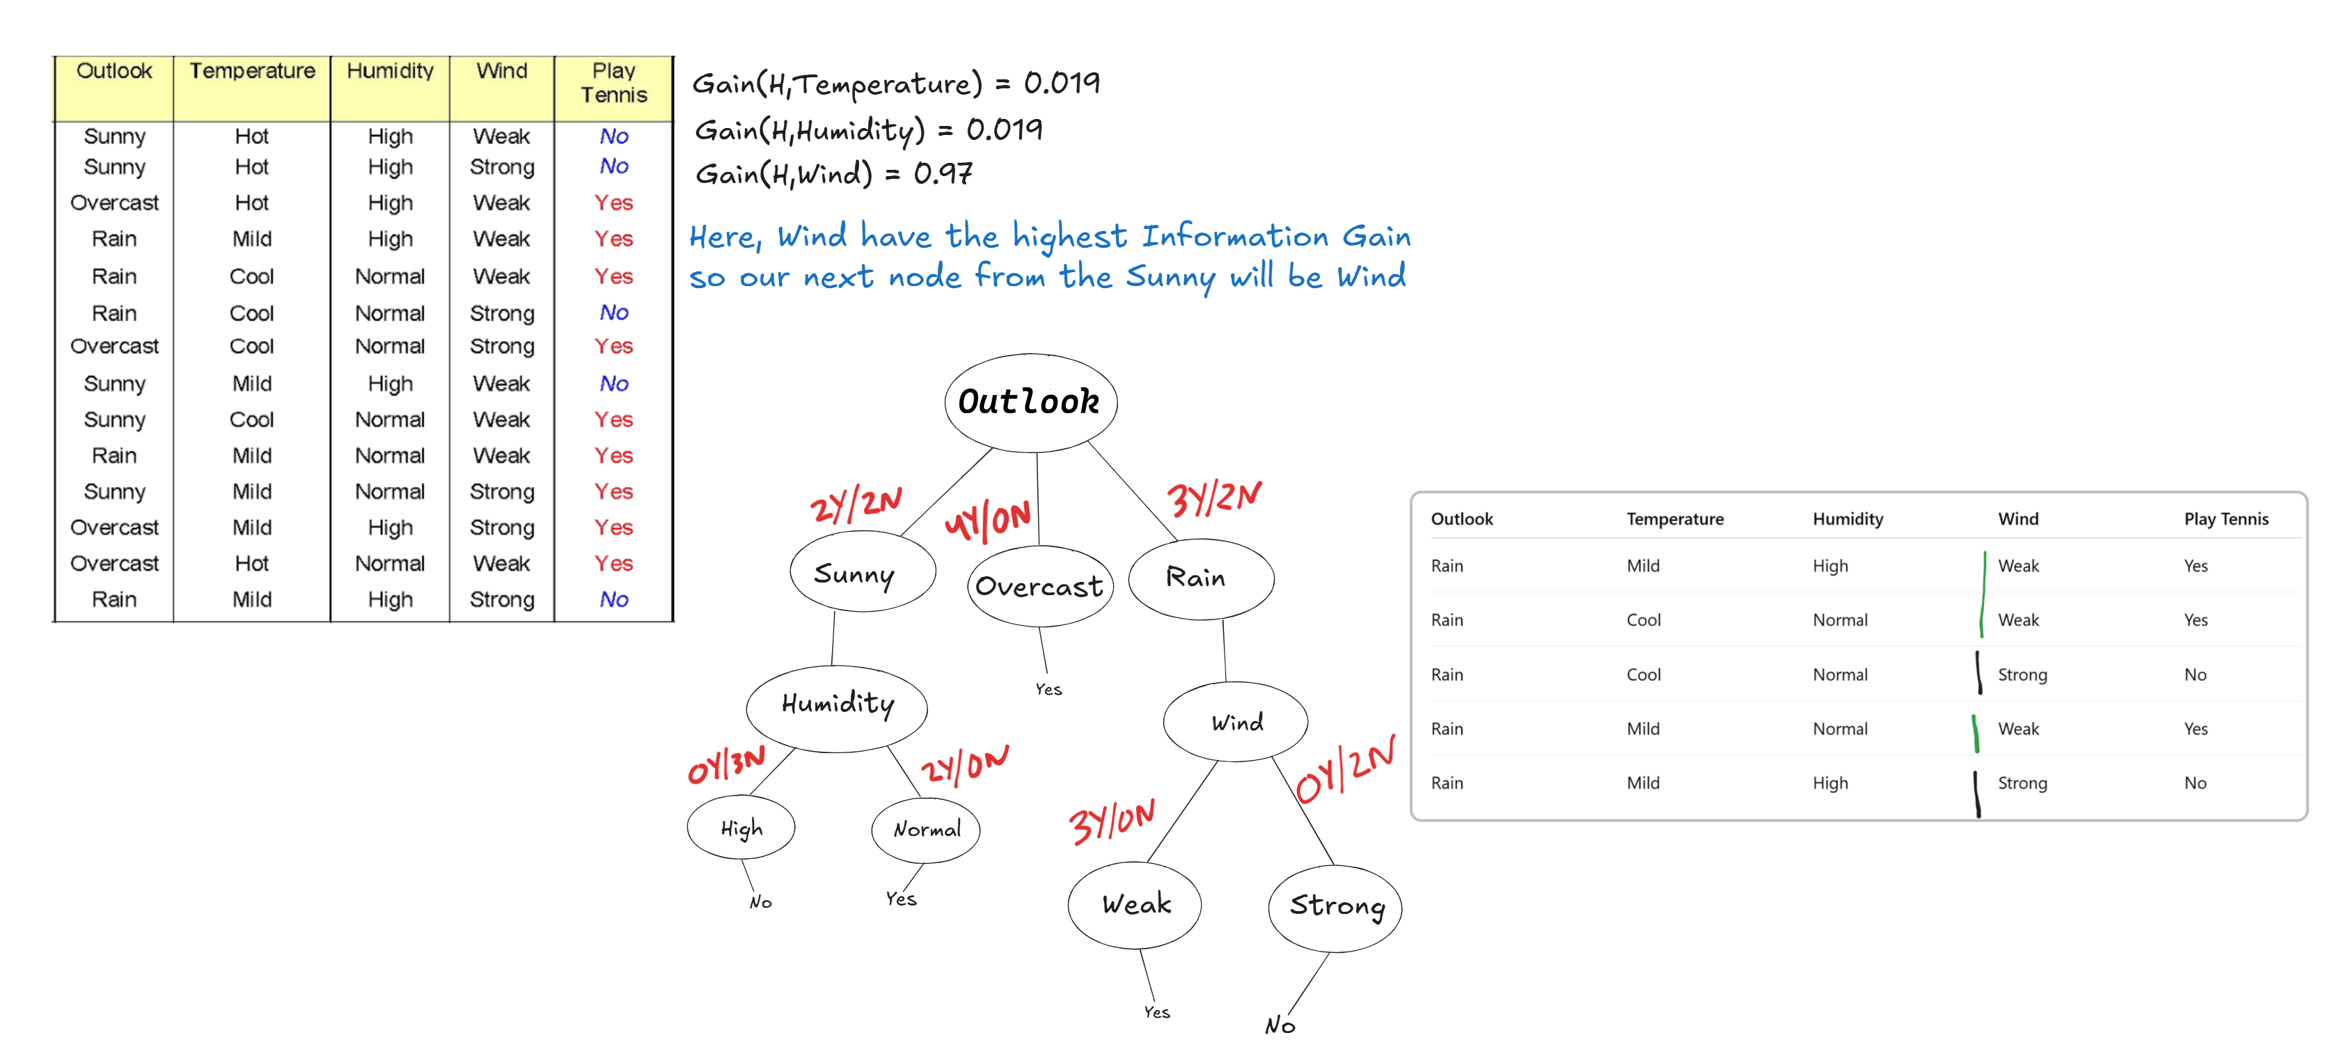 Outlook Temperature Humidity Wind Play Tennis
Sunny Hot High Weak No
Sunny Hot High Strong No
Overcast Hot High Weak Yes
Rain Mild High Weak Yes
Rain Cool Normal Weak Yes
Rain Cool Normal Strong No
Overcast Cool Normal Strong Yes
Sunny Mild High Weak No
Sunny Cool Normal Weak Yes
Rain Mild Normal Weak Yes
Sunny Mild Normal Strong Yes
Overcast Mild High Strong Yes
Overcast Hot Normal Weak Yes
Rain Mild High Strong No
Gain(H,Temperature) = 0.019
Gain(H,Humidity) = 0.019
Gain(H,Wind) = 0.97
Here, Wind have the highest Information Gain
so our next node from the Sunny will be Wind
Outlook
2Y/2N 4Y/0N 3Y/2N
Sunny Overcast Rain
Yes
Humidity Wind
0Y/3N 2Y/0N 3Y/0N 0Y/2N
High Normal
No Yes
Weak Strong
Yes No
Outlook Temperature Humidity Wind Play Tennis
Rain Mild High Weak Yes
Rain Cool Normal Weak Yes
Rain Cool Normal Strong No
Rain Mild Normal Weak Yes
Rain Mild High Strong No